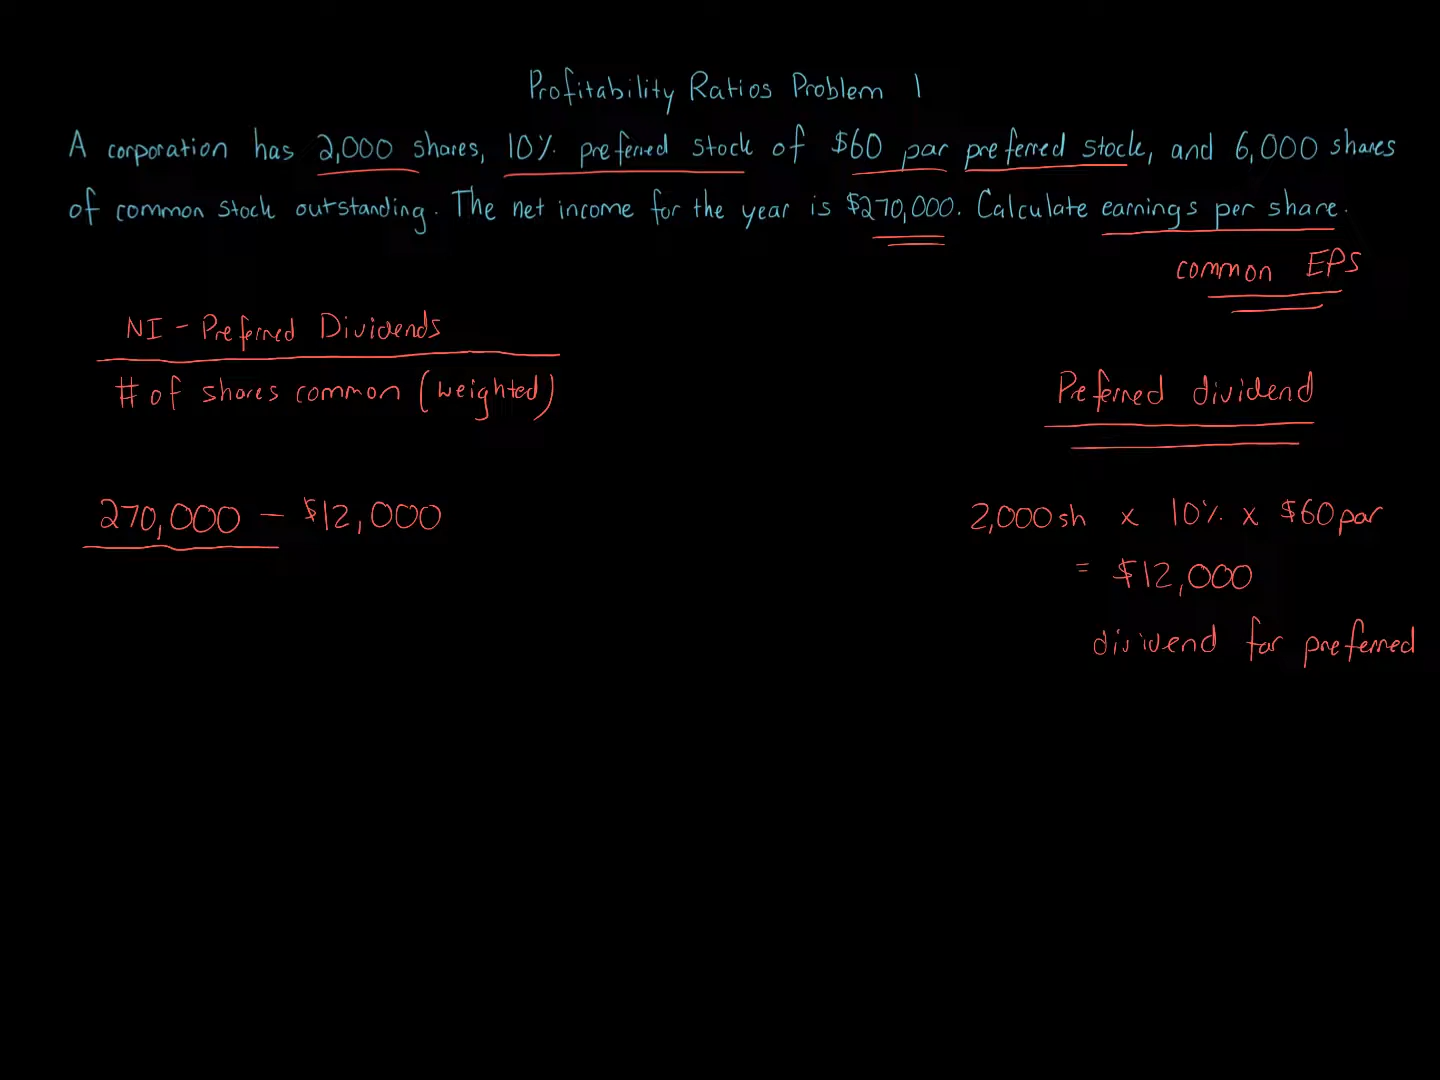 Profitability Ratios Problem 1
A corporation has 2,000 shares, 10% preferred stock of $60 par preferred stock, and 6,000 shares
of common stock outstanding. The net income for the year is $270,000. Calculate earnings per share.
common EPS
NI - Preferred Dividends
# of shares common (weighted)
Preferred dividend
270,000 - $12,000
2,000 sh x 10% x $60 par
= $12,000
dividend for preferred